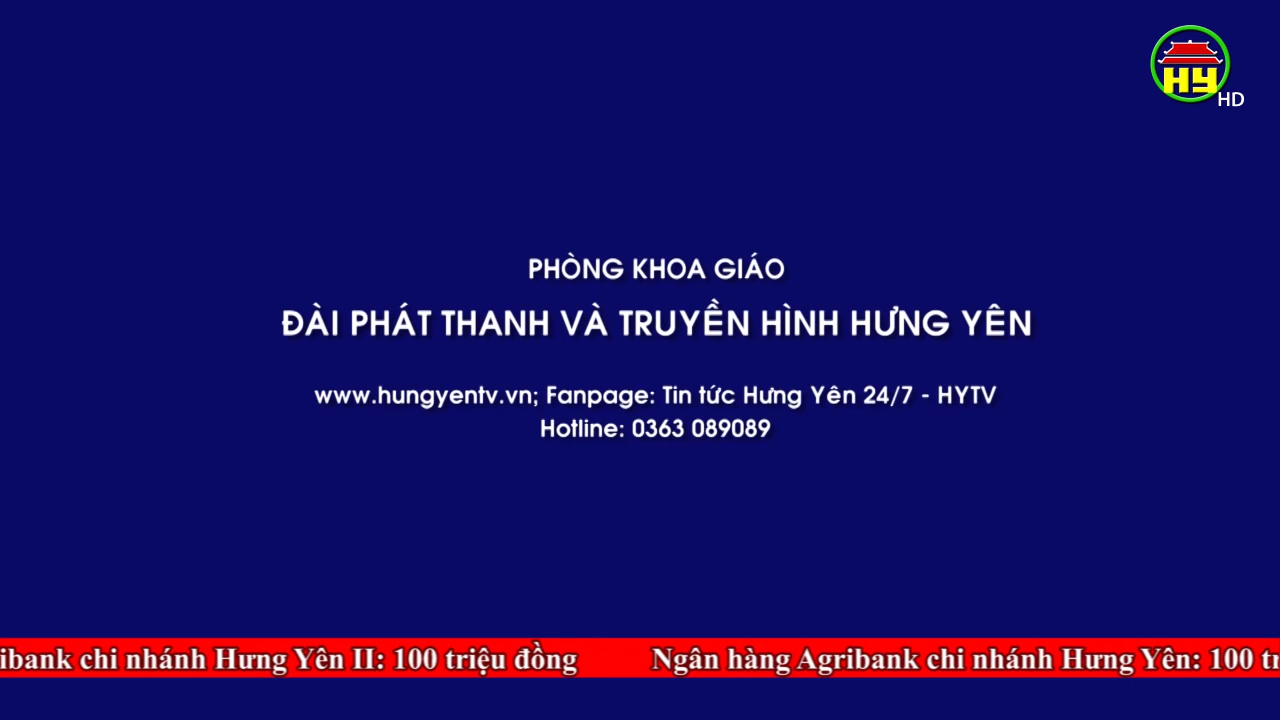 HY
HD
PHÒNG KHOA GIÁO
ĐÀI PHÁT THANH VÀ TRUYỀN HÌNH HƯNG YÊN
www.hungyentv.vn; Fanpage: Tin tức Hưng Yên 24/7 - HYTV
Hotline: 0363 089089
ibank chi nhánh Hưng Yên II: 100 triệu đồng Ngân hàng Agribank chi nhánh Hưng Yên: 100 tr